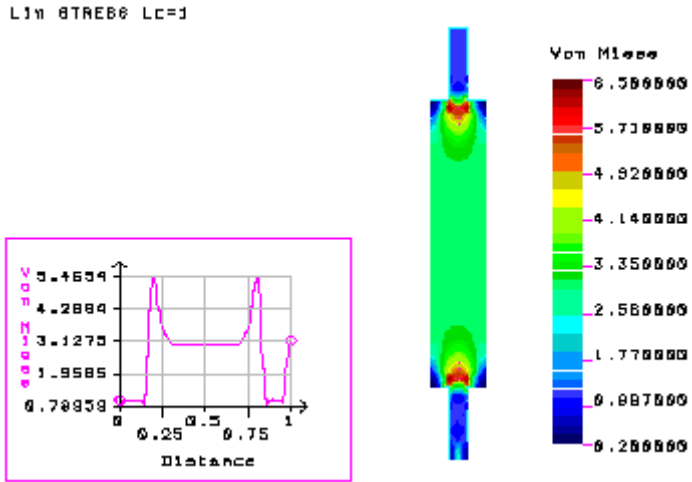 Lin STRESS Lc=1
Von Mises
6.500000
5.710000
4.920000
4.140000
3.350000
2.560000
1.770000
0.987000
0.200000
Von Mises
5.4654
4.2964
3.1275
1.9585
0.78959
0 0.25 0.5 0.75 1
Distance